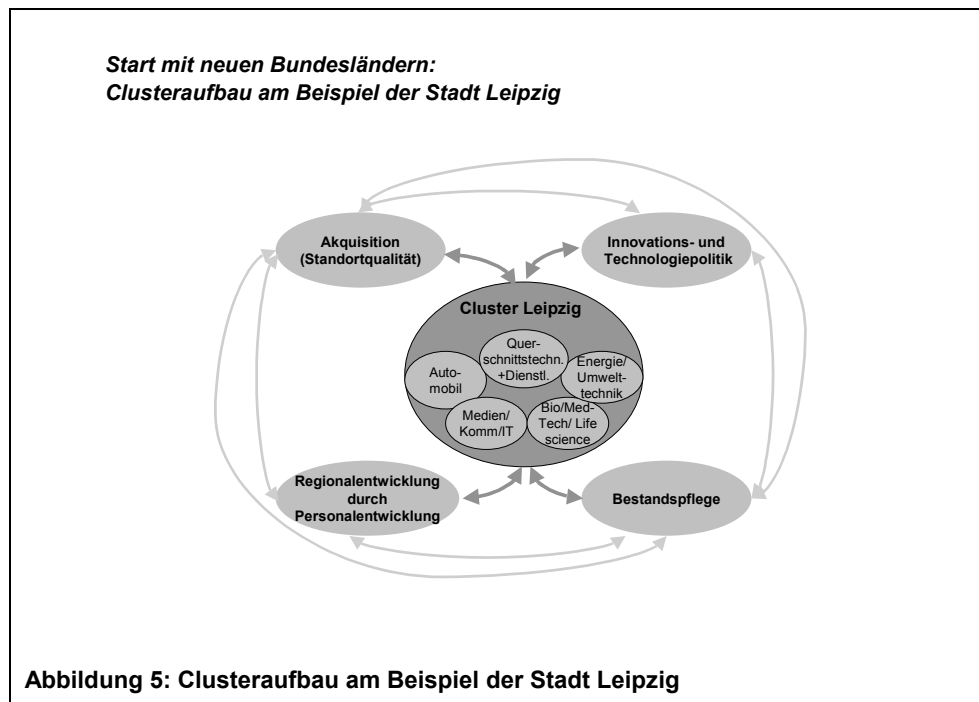 Start mit neuen Bundesländern:
Clusteraufbau am Beispiel der Stadt Leipzig
Akquisition
(Standortqualität)
Innovations- und
Technologiepolitik
Cluster Leipzig
Quer-
schnittstechn.
+Dienstl.
Auto-
mobil
Energie/
Umwelt-
technik
Medien/
Komm/IT
Bio/Med-
Tech/ Life
science
Regionalentwicklung
durch
Personalentwicklung
Bestandspflege
Abbildung 5: Clusteraufbau am Beispiel der Stadt Leipzig